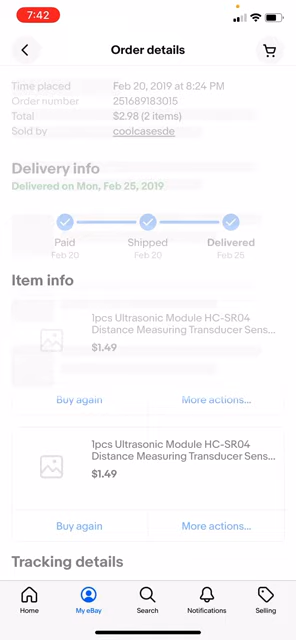 7:42
Order details
Time placed Feb 20, 2019 at 8:24 PM
Order number 251689183015
Total $2.98 (2 items)
Sold by coolcasesde
Delivery info
Delivered on Mon, Feb 25, 2019
Paid Shipped Delivered
Feb 20 Feb 20 Feb 25
Item info
1pcs Ultrasonic Module HC-SR04
Distance Measuring Transducer Sens...
$1.49
Buy again More actions...
1pcs Ultrasonic Module HC-SR04
Distance Measuring Transducer Sens...
$1.49
Buy again More actions...
Tracking details
Home My eBay Search Notifications Selling